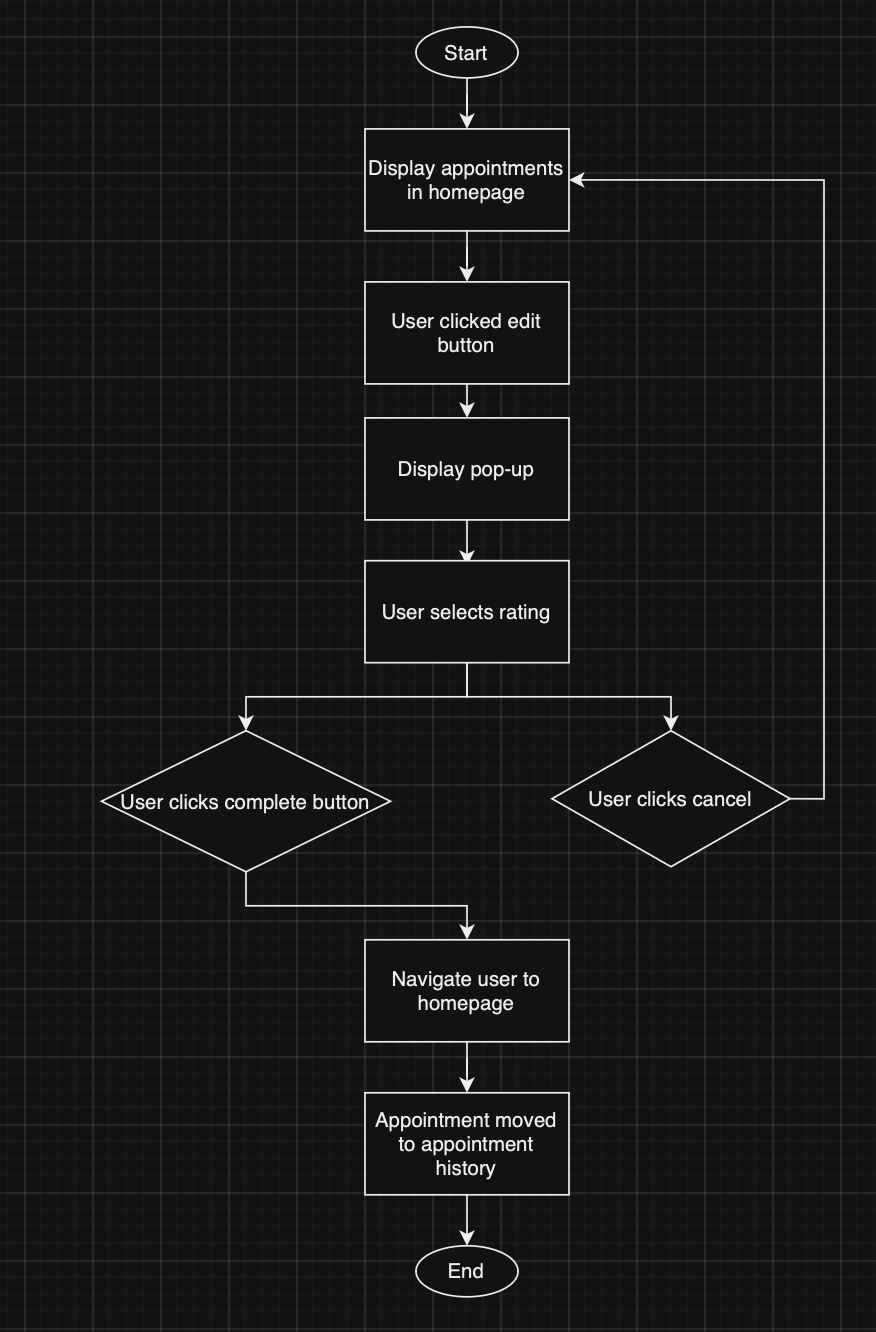 Start
Display appointments
in homepage
User clicked edit
button
Display pop-up
User selects rating
User clicks complete button
User clicks cancel
Navigate user to
homepage
Appointment moved
to appointment
history
End